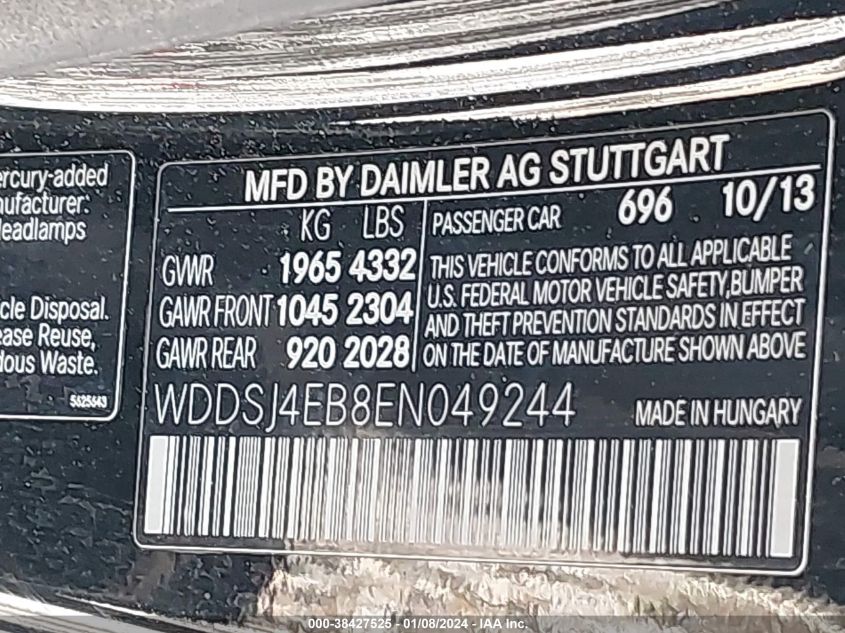 ercury-added
nufacturer:
leadlamps
cle Disposal.
ease Reuse,
dous Waste.
5625643
MFD BY DAIMLER AG STUTTGART
KG LBS
GVWR 1965 4332
GAWR FRONT 1045 2304
GAWR REAR 920 2028
PASSENGER CAR 696 10/13
THIS VEHICLE CONFORMS TO ALL APPLICABLE
U.S. FEDERAL MOTOR VEHICLE SAFETY,BUMPER
AND THEFT PREVENTION STANDARDS IN EFFECT
ON THE DATE OF MANUFACTURE SHOWN ABOVE
WDDSJ4EB8EN049244 MADE IN HUNGARY
000-38427525 - 01/08/2024 - IAA Inc.